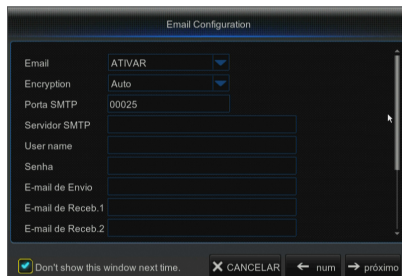 Email Configuration
Email ATIVAR
Encryption Auto
Porta SMTP 00025
Servidor SMTP
User name
Senha
E-mail de Envio
E-mail de Receb.1
E-mail de Receb.2
Don't show this window next time. CANCELAR num próximo